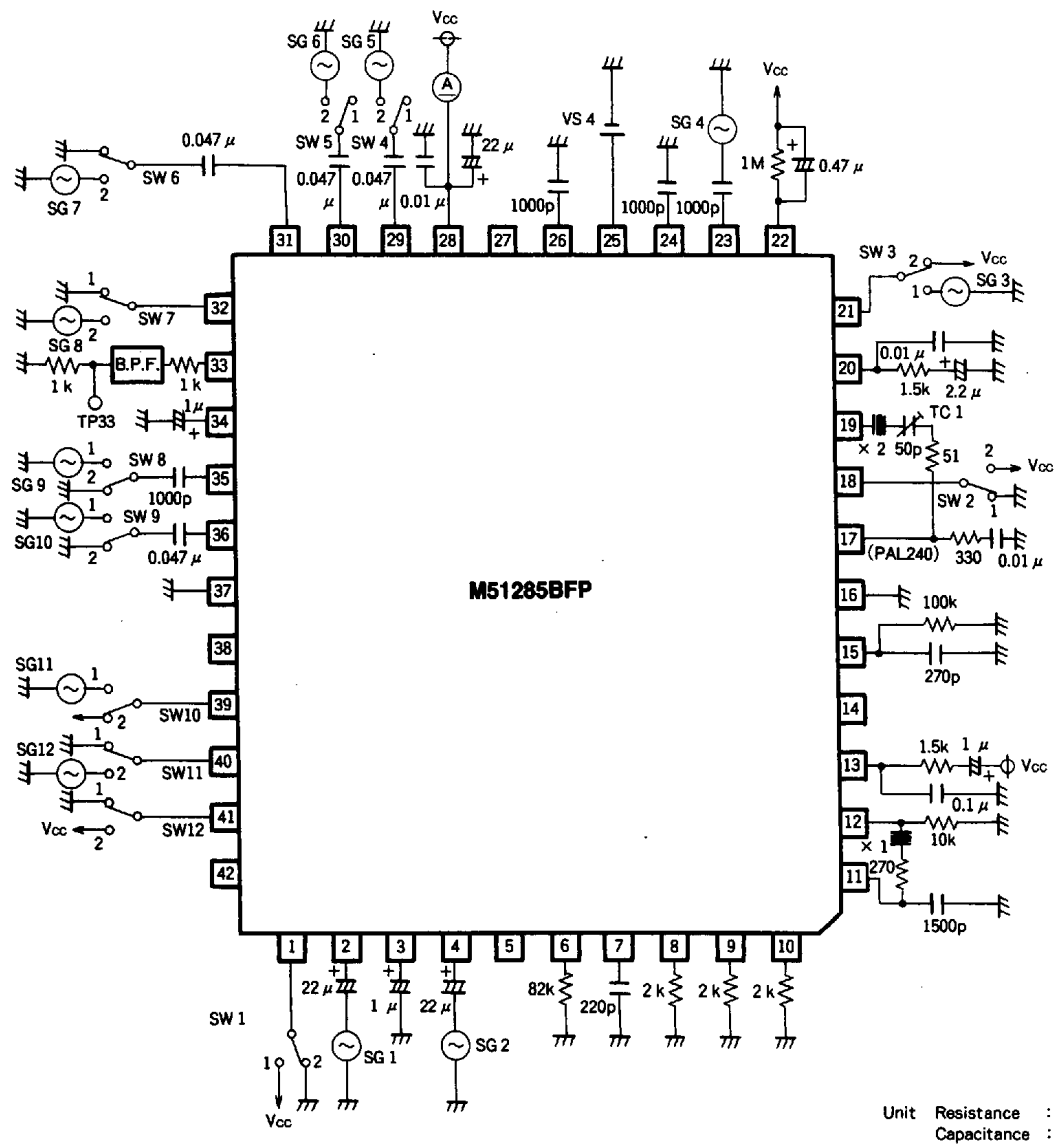 Vcc
SG 6
SG 5
A
2
1
2
1
SW 5
SW 4
22 μ
+
0.047 μ
0.047 μ
0.01 μ
0.047 μ
SW 6
2
SG 7
VS 4
SG 4
Vcc
+
1M
0.47 μ
1000p
1000p
1000p
31
30
29
28
27
26
25
24
23
22
1
SW 7
2
SG 8
32
B.P.F.
33
1 k
1 k
TP33
1 μ
+
34
1
SW 8
2
SG 9
1000p
35
1
SW 9
SG10
2
0.047 μ
36
37
38
SG11
1
2
SW10
39
SG12
1
2
SW11
40
1
Vcc
2
SW12
41
42
M51285BFP
SW 3
2
Vcc
1
SG 3
21
20
0.01 μ
1.5k
+
2.2 μ
19
TC 1
× 2
50p
51
18
2
Vcc
SW 2
1
17
(PAL240)
330
0.01 μ
16
100k
15
270p
14
13
1.5k
1 μ
+
Vcc
0.1 μ
12
10k
× 1
270
11
1500p
1
2
3
4
5
6
7
8
9
10
SW 1
1
2
Vcc
+
22 μ
SG 1
+
1 μ
+
22 μ
SG 2
82k
220p
2 k
2 k
2 k
Unit Resistance :
Capacitance :